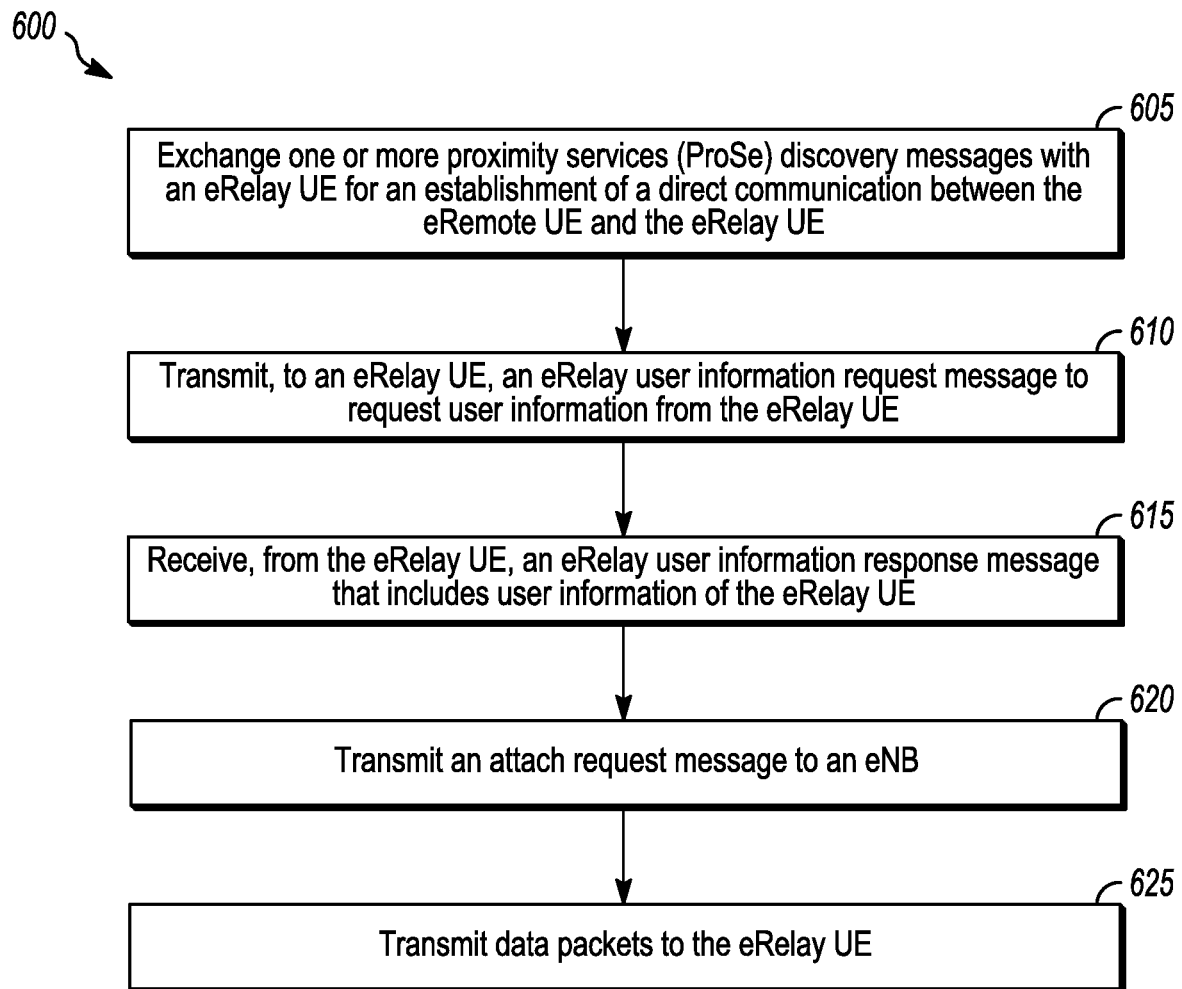 600
605
Exchange one or more proximity services (ProSe) discovery messages with
an eRelay UE for an establishment of a direct communication between the
eRemote UE and the eRelay UE
610
Transmit, to an eRelay UE, an eRelay user information request message to
request user information from the eRelay UE
615
Receive, from the eRelay UE, an eRelay user information response message
that includes user information of the eRelay UE
620
Transmit an attach request message to an eNB
625
Transmit data packets to the eRelay UE